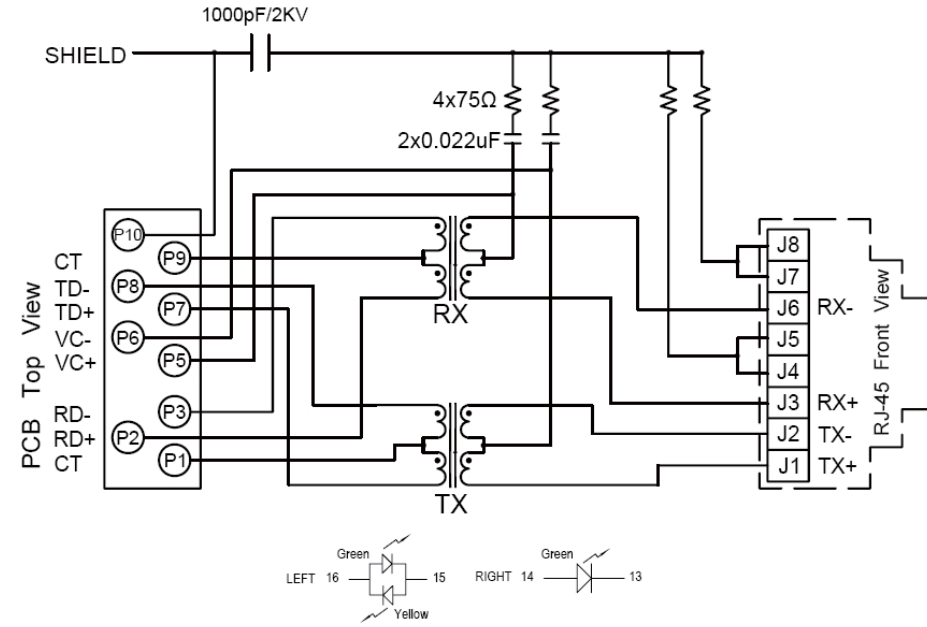 1000pF/2KV
SHIELD
4x75Ω
2x0.022uF
P10
CT P9
TD- P8
TD+ P7
VC- P6
VC+ P5
RD- P3
RD+ P2
CT P1
PCB Top View
RX
TX
J8
J7
J6 RX-
J5
J4
J3 RX+
J2 TX-
J1 TX+
RJ-45 Front View
Green
LEFT 16 15
Yellow
Green
RIGHT 14 13